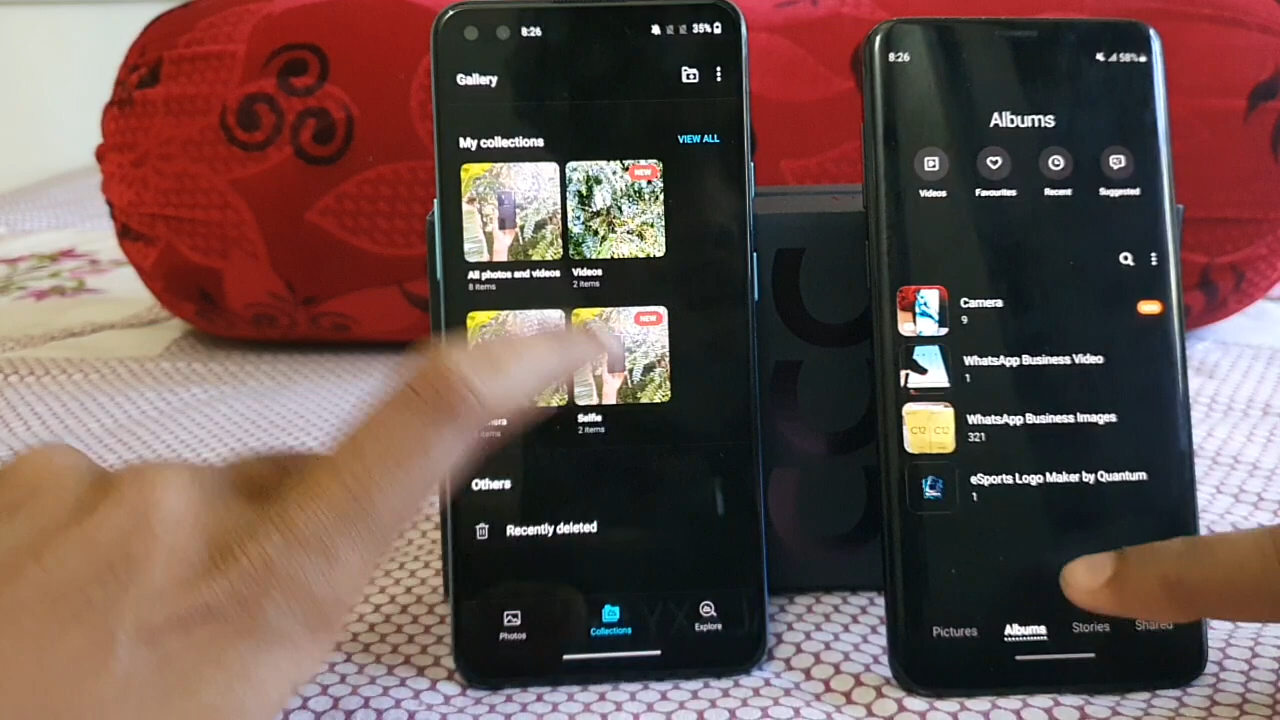 8:26
35%
Gallery
My collections
VIEW ALL
NEW
All photos and videos
8 items
Videos
2 items
NEW
Selfie
2 items
Others
Recently deleted
Photos
Collections
Explore
8:26
58%
Albums
Videos
Favourites
Recent
Suggested
Camera
9
WhatsApp Business Video
1
WhatsApp Business Images
321
eSports Logo Maker by Quantum
1
Pictures
Albums
Stories
Shared